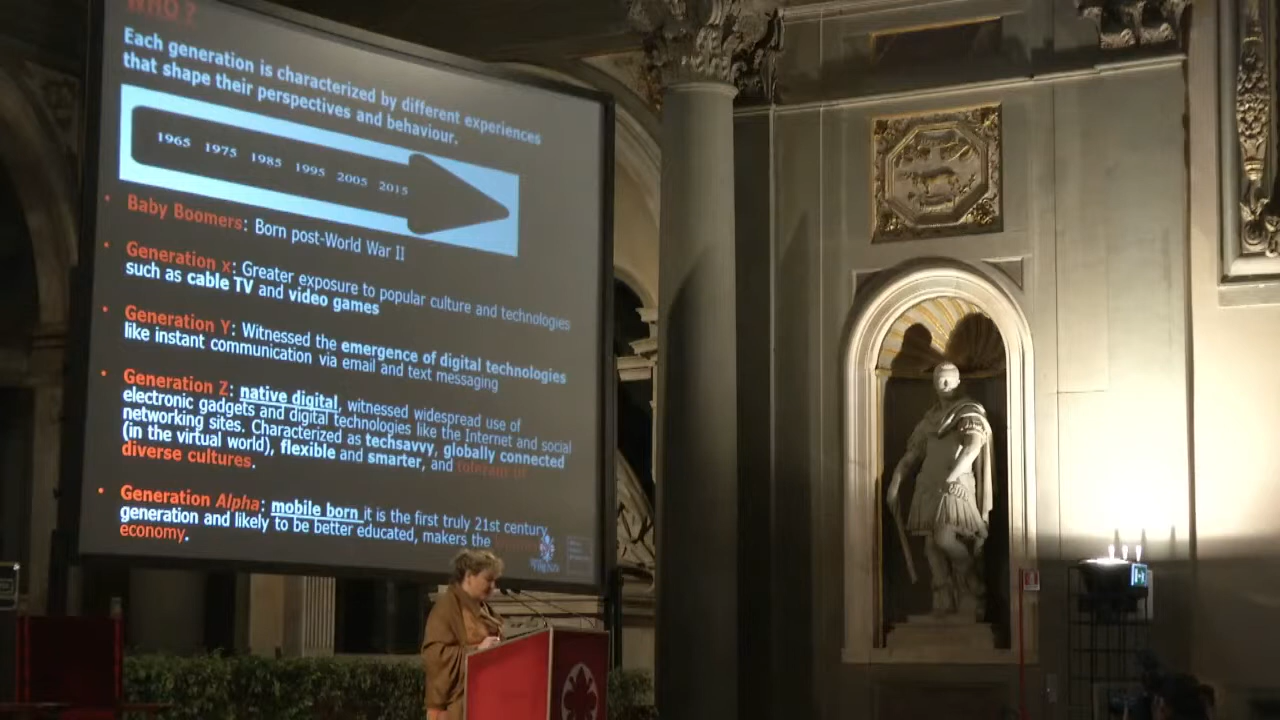 WHO ?
Each generation is characterized by different experiences
that shape their perspectives and behaviour.
1965 1975 1985 1995 2005 2015
• Baby Boomers: Born post-World War II
• Generation x: Greater exposure to popular culture and technologies
such as cable TV and video games
• Generation Y: Witnessed the emergence of digital technologies
like instant communication via email and text messaging
• Generation Z: native digital, witnessed widespread use of
electronic gadgets and digital technologies like the Internet and social
networking sites. Characterized as techsavvy, globally connected
(in the virtual world), flexible and smarter, and tolerant of
diverse cultures.
• Generation Alpha: mobile born it is the first truly 21st century
generation and likely to be better educated, makes the
economy.